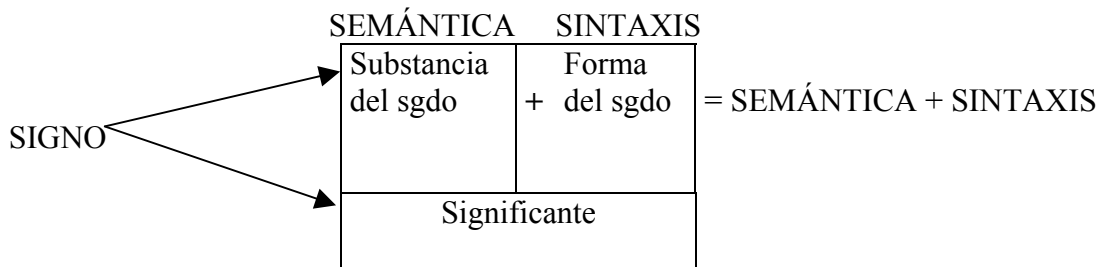 SEMÁNTICA SINTAXIS
Substancia Forma
del sgdo + del sgdo = SEMÁNTICA + SINTAXIS
SIGNO
Significante